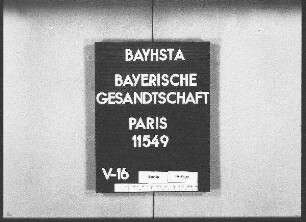 BAYHSTA
BAYERISCHE
GESANDTSCHAFT
PARIS
11549
V-16